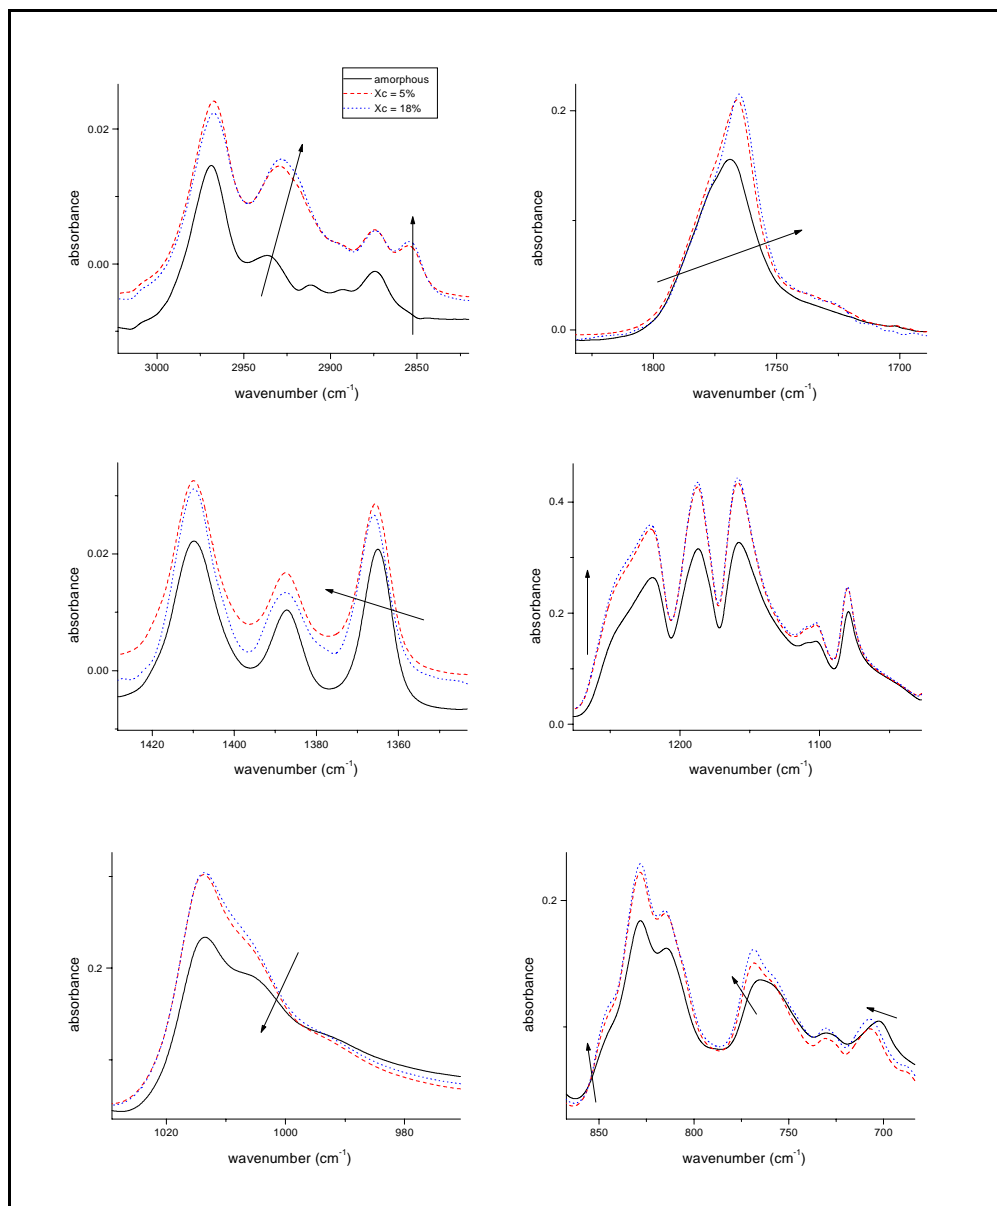 amorphous
Xc = 5%
Xc = 18%
0.02
0.00
absorbance
3000 2950 2900 2850
wavenumber (cm-1)
0.2
0.0
absorbance
1800 1750 1700
wavenumber (cm-1)
0.02
0.00
absorbance
1420 1400 1380 1360
wavenumber (cm-1)
0.4
0.2
0.0
absorbance
1200 1100
wavenumber (cm-1)
0.2
absorbance
1020 1000 980
wavenumber (cm-1)
0.2
absorbance
850 800 750 700
wavenumber (cm-1)